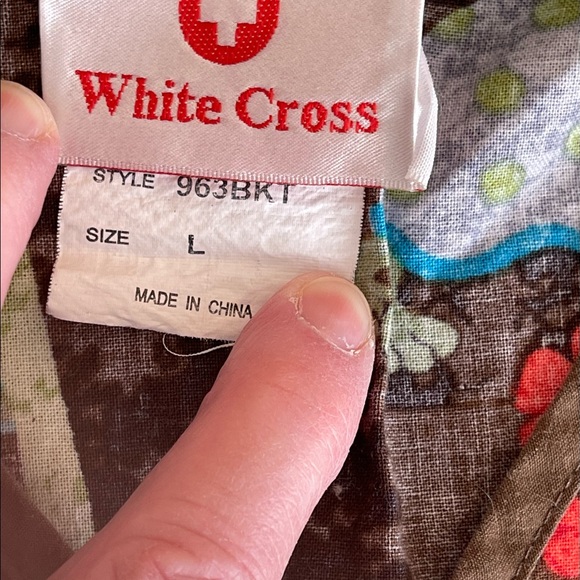 White Cross
STYLE 963BKT
SIZE L
MADE IN CHINA